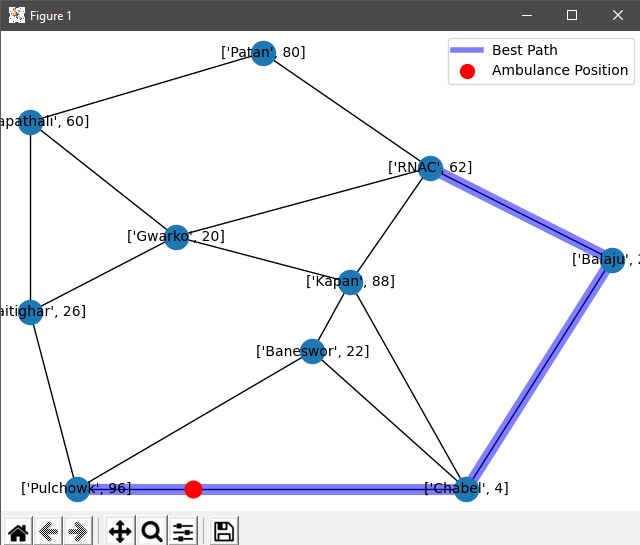 Figure 1
Best Path
Ambulance Position
['Patan', 80]
apathali', 60]
['RNAC', 62]
['Gwarko', 20]
['Balaju', 2
['Kapan', 88]
aitighar', 26]
['Baneswor', 22]
['Pulchowk', 96]
['Chabel', 4]